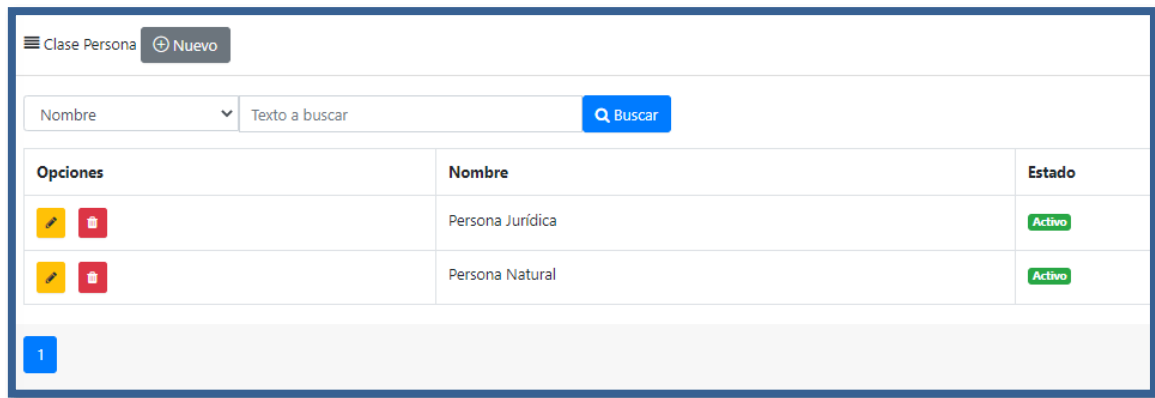 Clase Persona Nuevo
Nombre Texto a buscar Buscar
Opciones Nombre Estado
Persona Jurídica Activo
Persona Natural Activo
1